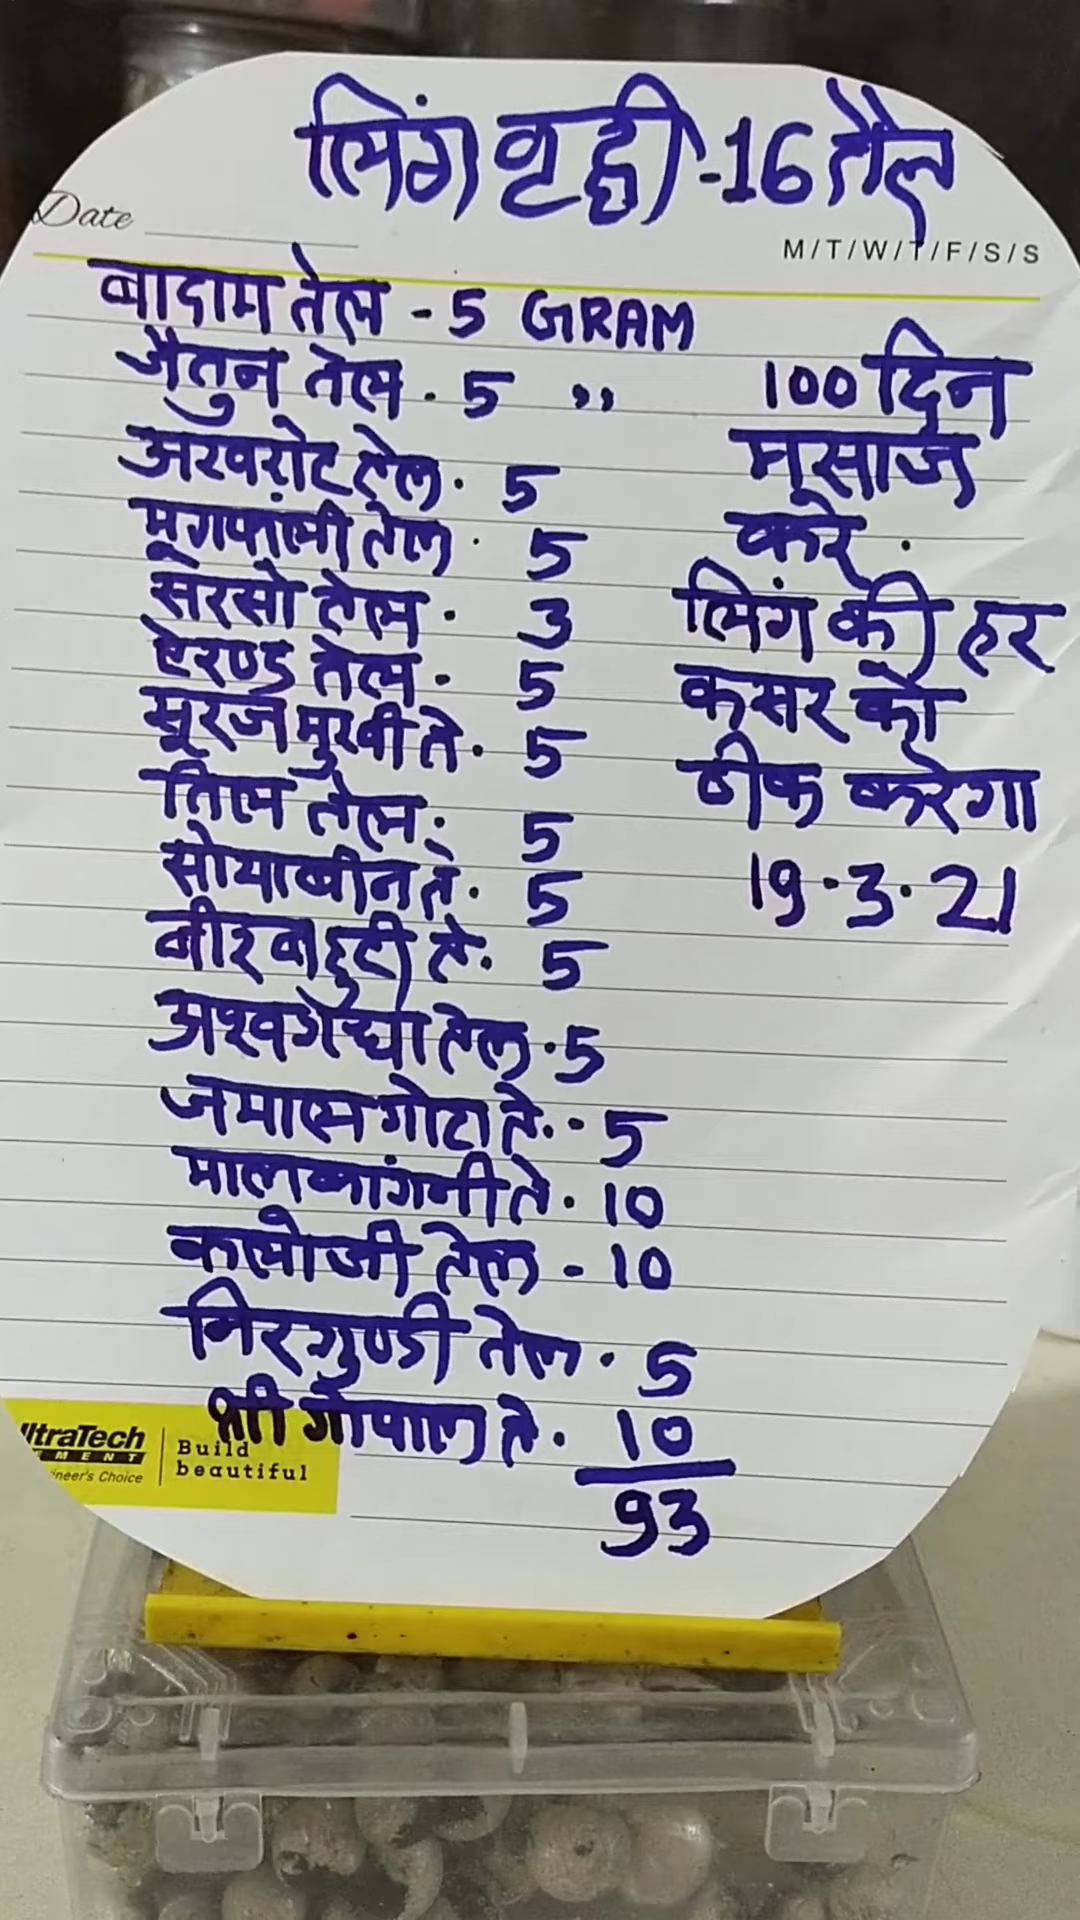 लिंग वृद्धी-16 तैल
Date
M/T/W/T/F/S/S
बादाम तेल - 5 GRAM
जैतुन तेल . 5 ,,
अखरोट तेल . 5
मूगफली तेल . 5
सरसो तेल . 3
ऐरण्ड तेल . 5
सूरजमुखी ते . 5
तिल तेल . 5
सोयाबीन ते . 5
बीरबाहुटी ते . 5
अश्वगंधा तेल . 5
जमालगोटा ते . . 5
मालकांगनी ते . 10
कलोजी तेल - 10
निरगुण्डी तेल . 5
श्री गोपाल ते . 10
93
100 दिन
मसाज
करे .
लिंग की हर
कसर को
ठीक करेगा
19.3.21
UltraTech
CEMENT
Engineer's Choice
Build
beautiful